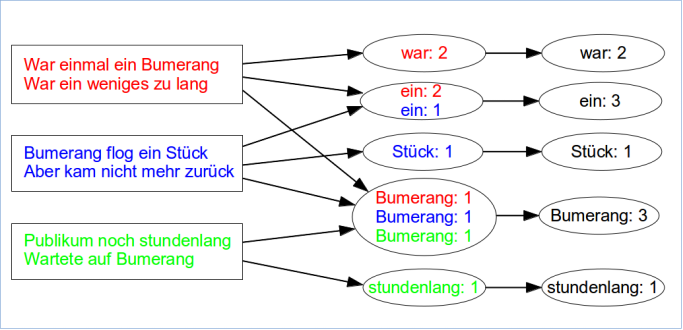 War einmal ein Bumerang
War ein weniges zu lang
Bumerang flog ein Stück
Aber kam nicht mehr zurück
Publikum noch stundenlang
Wartete auf Bumerang
war: 2
ein: 2
ein: 1
Stück: 1
Bumerang: 1
Bumerang: 1
Bumerang: 1
stundenlang: 1
war: 2
ein: 3
Stück: 1
Bumerang: 3
stundenlang: 1